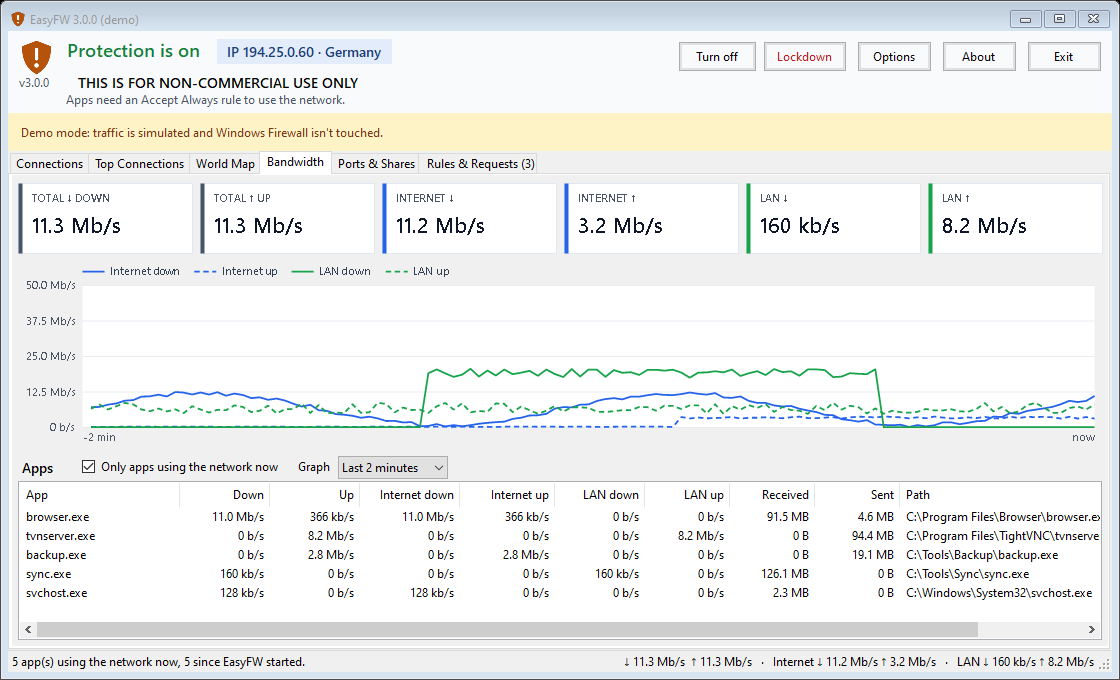 EasyFW 3.0.0 (demo)
Protection is on
IP 194.25.0.60 · Germany
Turn off
Lockdown
Options
About
Exit
v3.0.0
THIS IS FOR NON-COMMERCIAL USE ONLY
Apps need an Accept Always rule to use the network.
Demo mode: traffic is simulated and Windows Firewall isn't touched.
Connections Top Connections World Map Bandwidth Ports & Shares Rules & Requests (3)
TOTAL ↓ DOWN TOTAL ↑ UP INTERNET ↓ INTERNET ↑ LAN ↓ LAN ↑
11.3 Mb/s 11.3 Mb/s 11.2 Mb/s 3.2 Mb/s 160 kb/s 8.2 Mb/s
Internet down Internet up LAN down LAN up
50.0 Mb/s
37.5 Mb/s
25.0 Mb/s
12.5 Mb/s
0 b/s
-2 min now
Apps Only apps using the network now Graph Last 2 minutes
App Down Up Internet down Internet up LAN down LAN up Received Sent Path
browser.exe 11.0 Mb/s 366 kb/s 11.0 Mb/s 366 kb/s 0 b/s 0 b/s 91.5 MB 4.6 MB C:\Program Files\Browser\browser.ex
tvnserver.exe 0 b/s 8.2 Mb/s 0 b/s 0 b/s 0 b/s 8.2 Mb/s 0 B 94.4 MB C:\Program Files\TightVNC\tvnserve
backup.exe 0 b/s 2.8 Mb/s 0 b/s 2.8 Mb/s 0 b/s 0 b/s 0 B 19.1 MB C:\Tools\Backup\backup.exe
sync.exe 160 kb/s 0 b/s 0 b/s 0 b/s 160 kb/s 0 b/s 126.1 MB 0 B C:\Tools\Sync\sync.exe
svchost.exe 128 kb/s 0 b/s 128 kb/s 0 b/s 0 b/s 0 b/s 2.3 MB 0 B C:\Windows\System32\svchost.exe
5 app(s) using the network now, 5 since EasyFW started. ↓ 11.3 Mb/s ↑ 11.3 Mb/s · Internet ↓ 11.2 Mb/s ↑ 3.2 Mb/s · LAN ↓ 160 kb/s ↑ 8.2 Mb/s